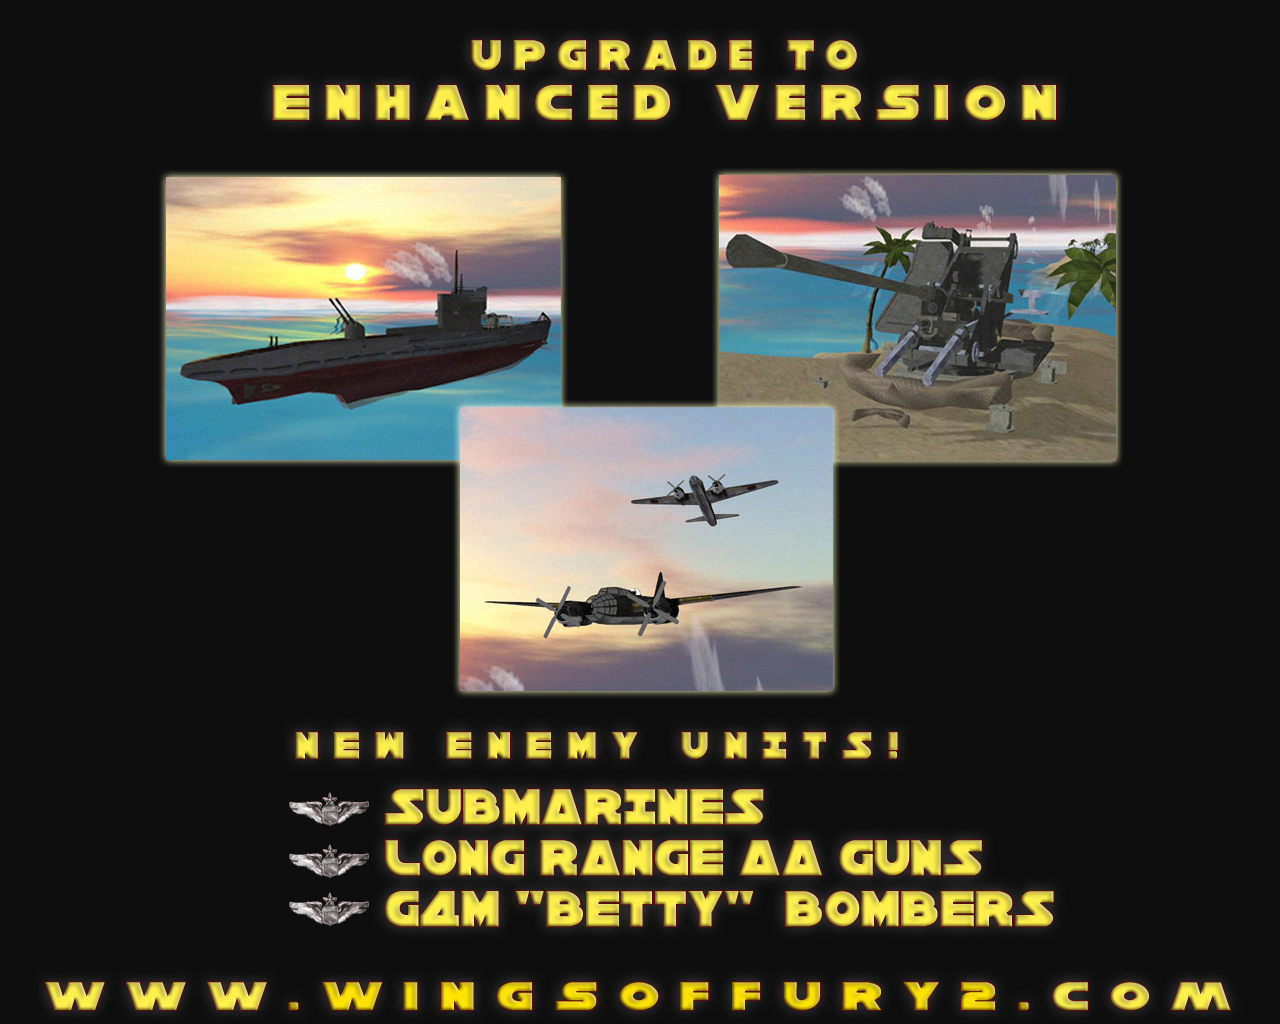 UPGRADE TO
ENHANCED VERSION
NEW ENEMY UNITS!
SUBMARINES
LONG RANGE AA GUNS
G4M "BETTY" BOMBERS
WWW.WINGSOFFURY2.COM